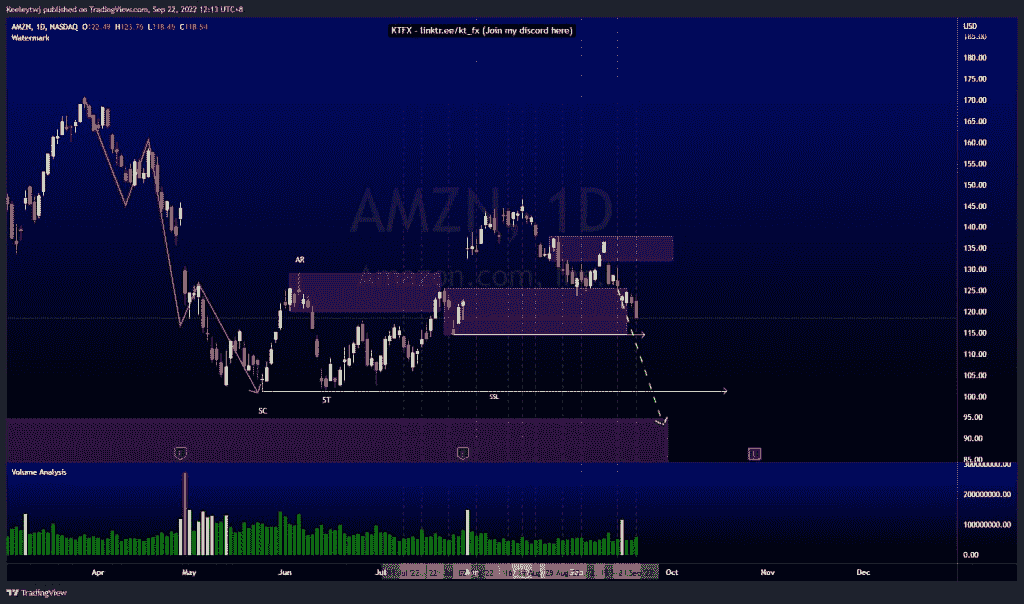 Keeleytwj published on TradingView.com, Sep 22, 2022 12:13 UTC+8
AMZN, 1D, NASDAQ O122.49 H123.76 L118.45 C118.54
Watermark
KTFX - linktr.ee/kt_fx (Join my discord here)
USD
185.00
180.00
175.00
170.00
165.00
160.00
155.00
150.00
145.00
140.00
135.00
130.00
125.00
120.00
115.00
110.00
105.00
100.00
95.00
90.00
85.00
AMZN, 1D
Amazon.com,
AR
SC
ST
SSL
E
E
E
Volume Analysis
300000000.00
200000000.00
100000000.00
0.00
Apr May Jun Jul Oct Nov Dec
TradingView